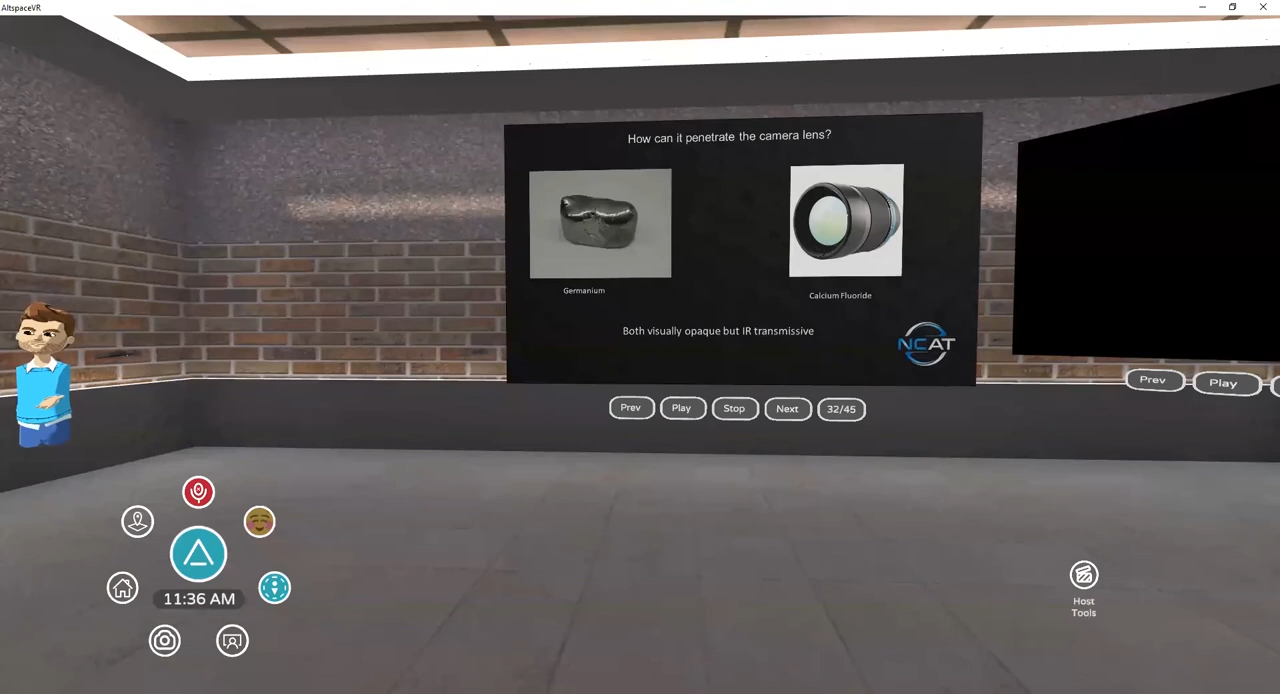 AltspaceVR
How can it penetrate the camera lens?
Germanium
Calcium Fluoride
Both visually opaque but IR transmissive
NCAT
Prev
Play
Stop
Next
32/45
Prev
Play
11:36 AM
Host
Tools